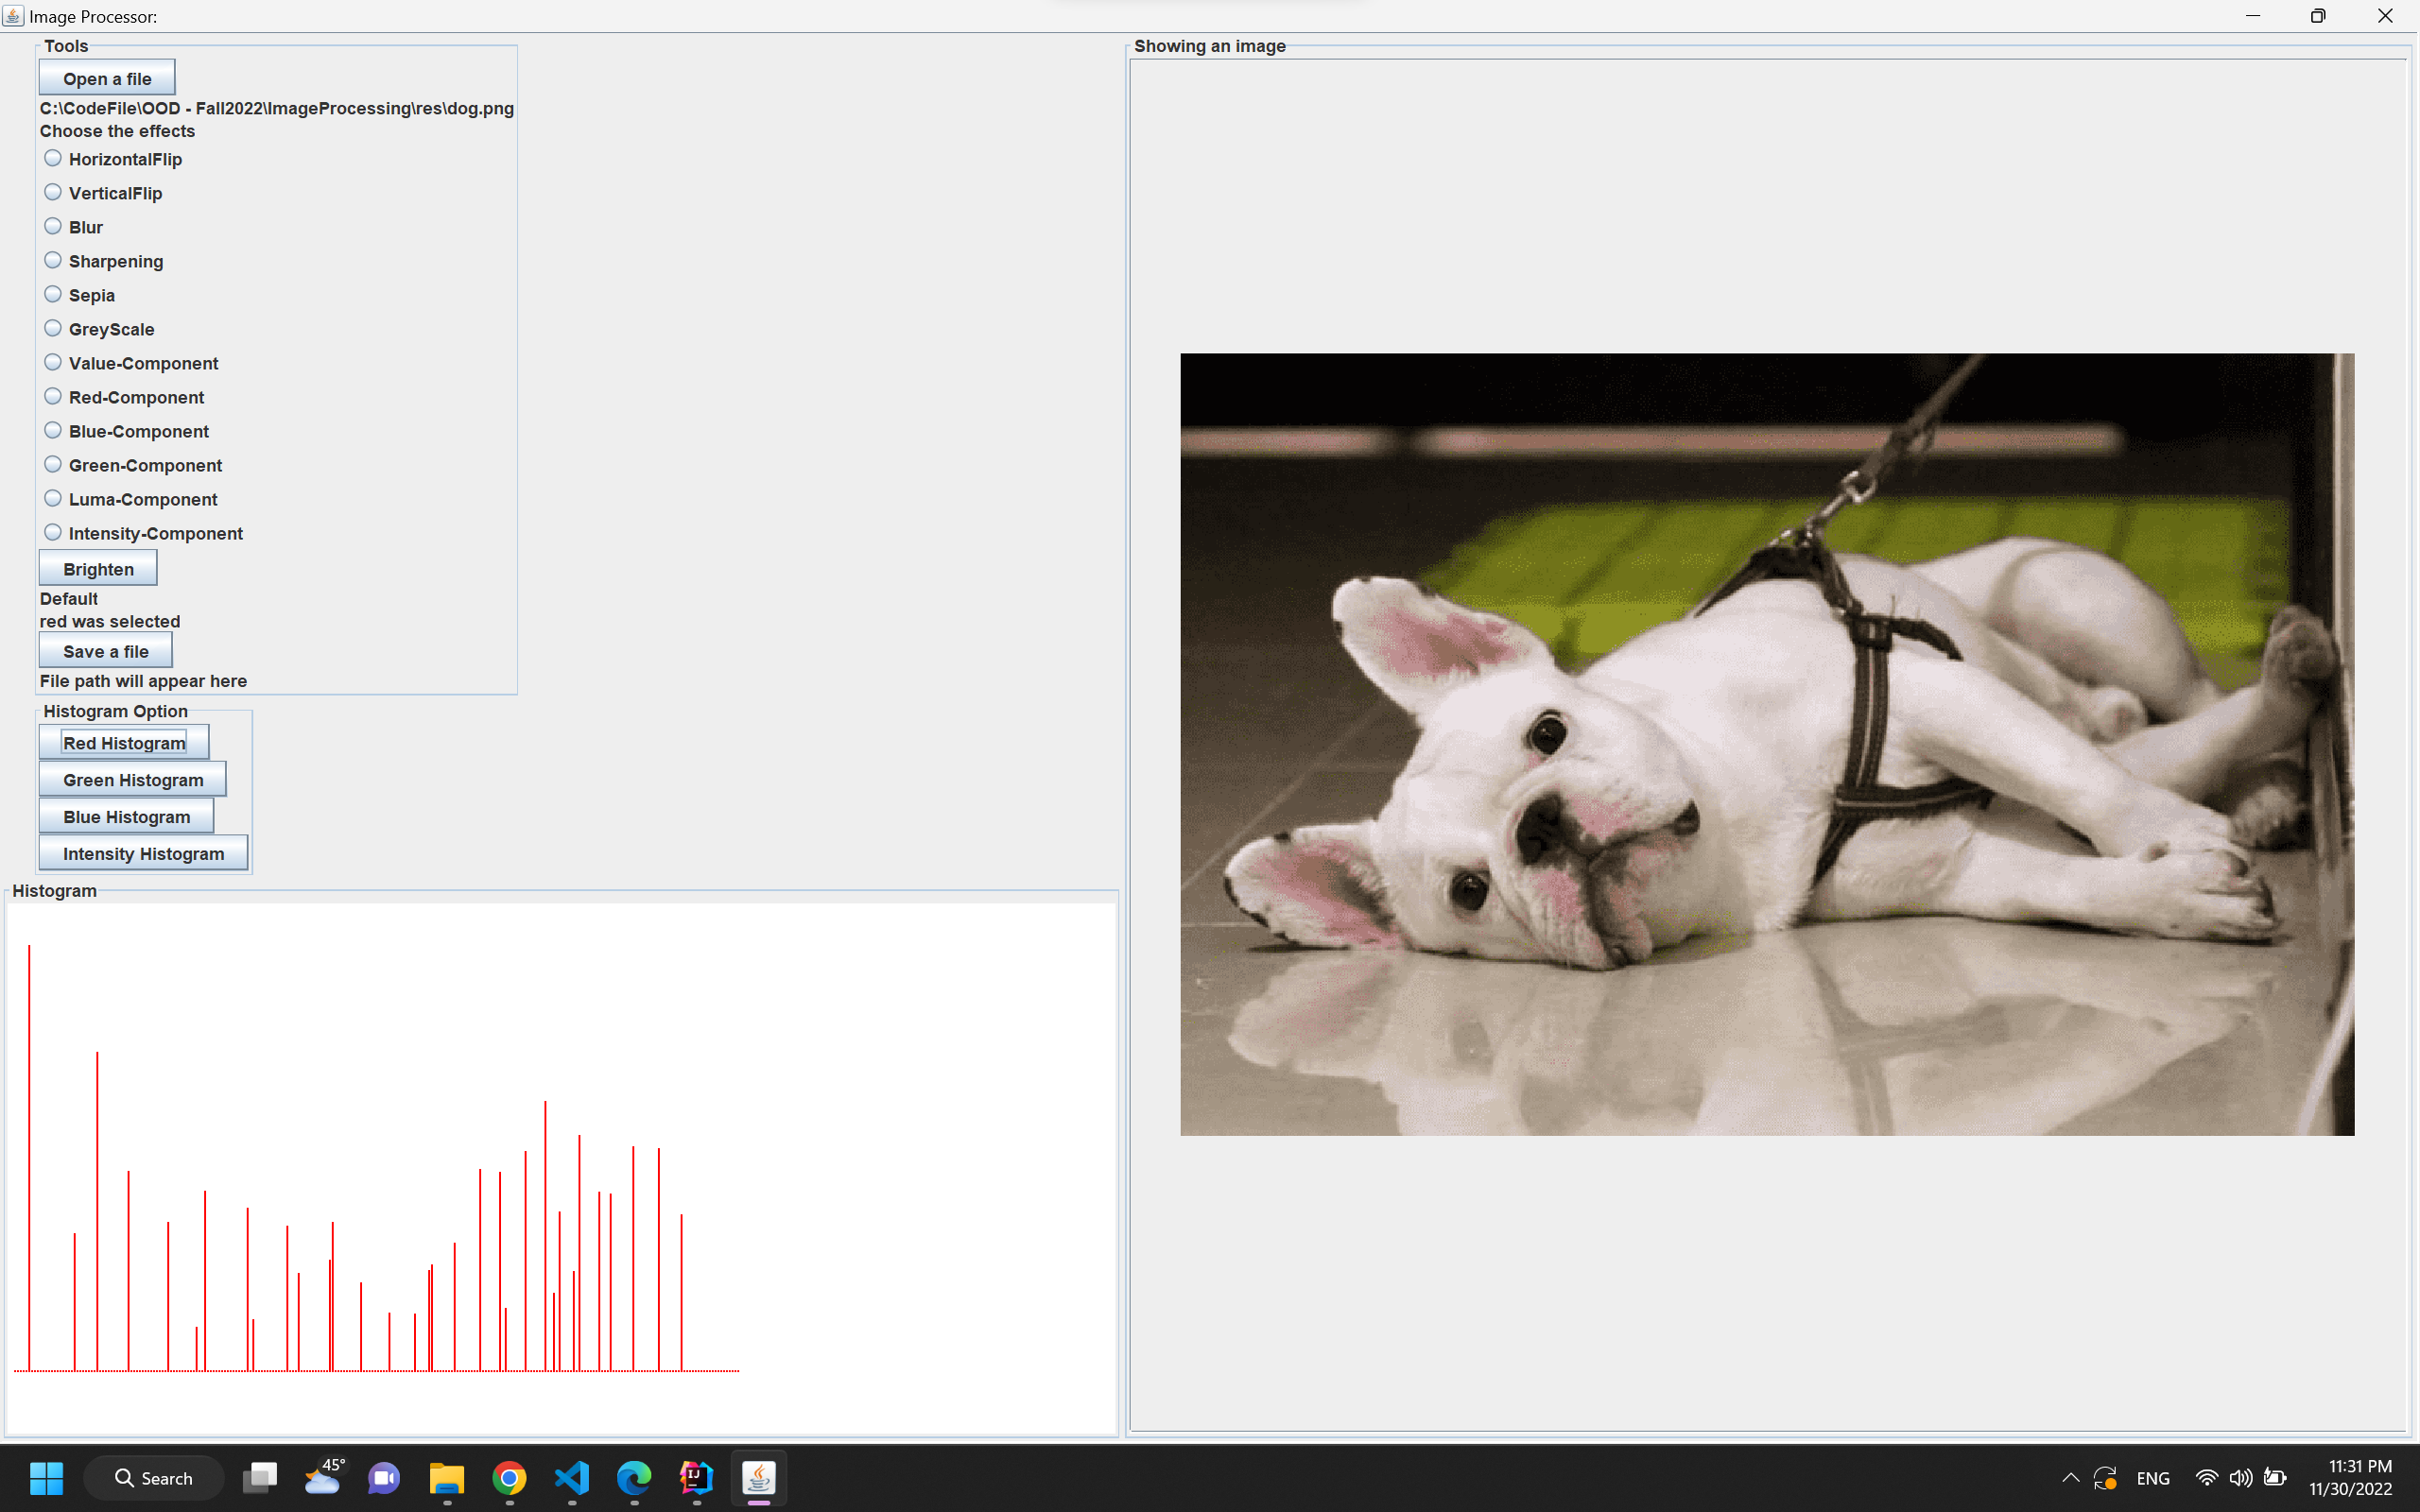 Image Processor:
Tools
Open a file
C:\CodeFile\OOD - Fall2022\ImageProcessing\res\dog.png
Choose the effects
HorizontalFlip
VerticalFlip
Blur
Sharpening
Sepia
GreyScale
Value-Component
Red-Component
Blue-Component
Green-Component
Luma-Component
Intensity-Component
Brighten
Default
red was selected
Save a file
File path will appear here
Histogram Option
Red Histogram
Green Histogram
Blue Histogram
Intensity Histogram
Histogram
Showing an image
Search
45°
IJ
ENG
11:31 PM
11/30/2022